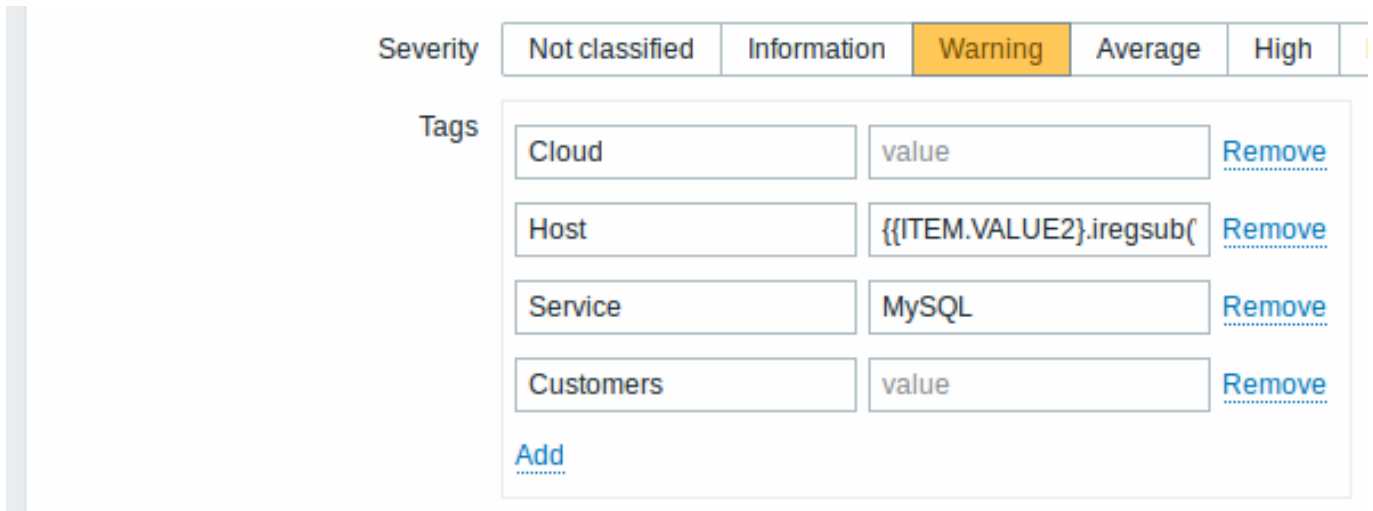 Severity Not classified Information Warning Average High
Tags
Cloud value Remove
Host {{ITEM.VALUE2}.iregsub(' Remove
Service MySQL Remove
Customers value Remove
Add